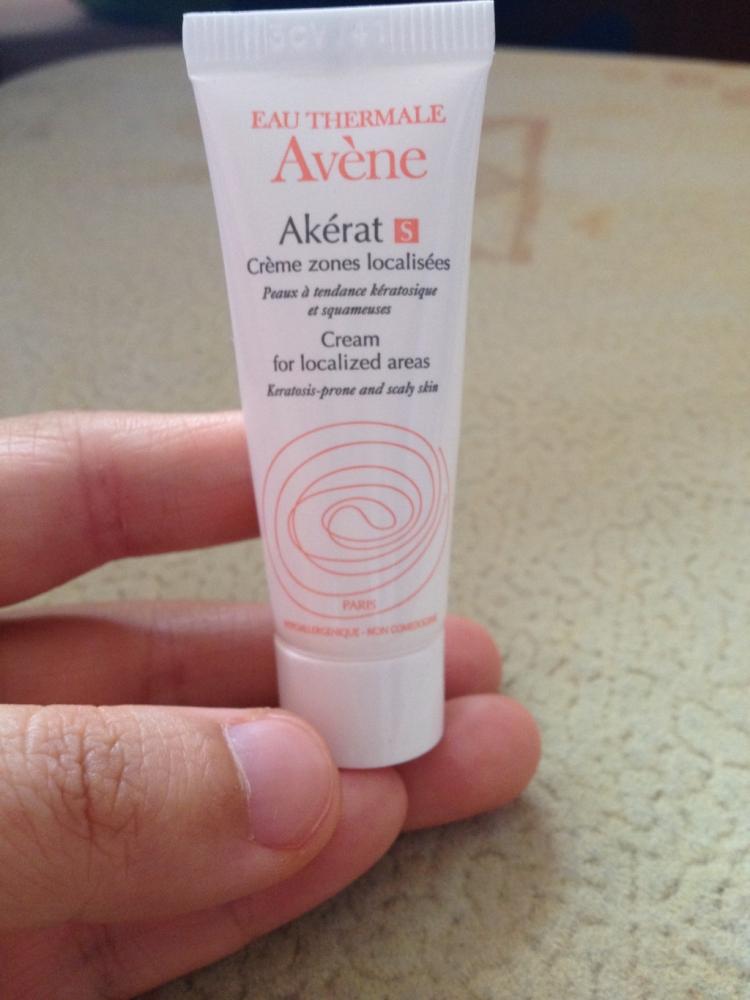 EAU THERMALE
Avène
Akérat S
Crème zones localisées
Peaux à tendance kératosique
et squameuses
Cream
for localized areas
Keratosis-prone and scaly skin
PARIS
HYPOALLERGENIQUE - NON COMEDOGENE